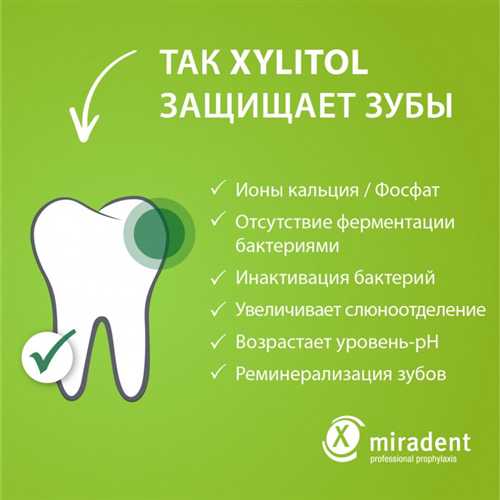 ТАК XYLITOL
ЗАЩИЩАЕТ ЗУБЫ
Ионы кальция / Фосфат
Отсутствие ферментации
бактериями
Инактивация бактерий
Увеличивает слюноотделение
Возрастает уровень-pH
Реминерализация зубов
X miradent
professional prophylaxis